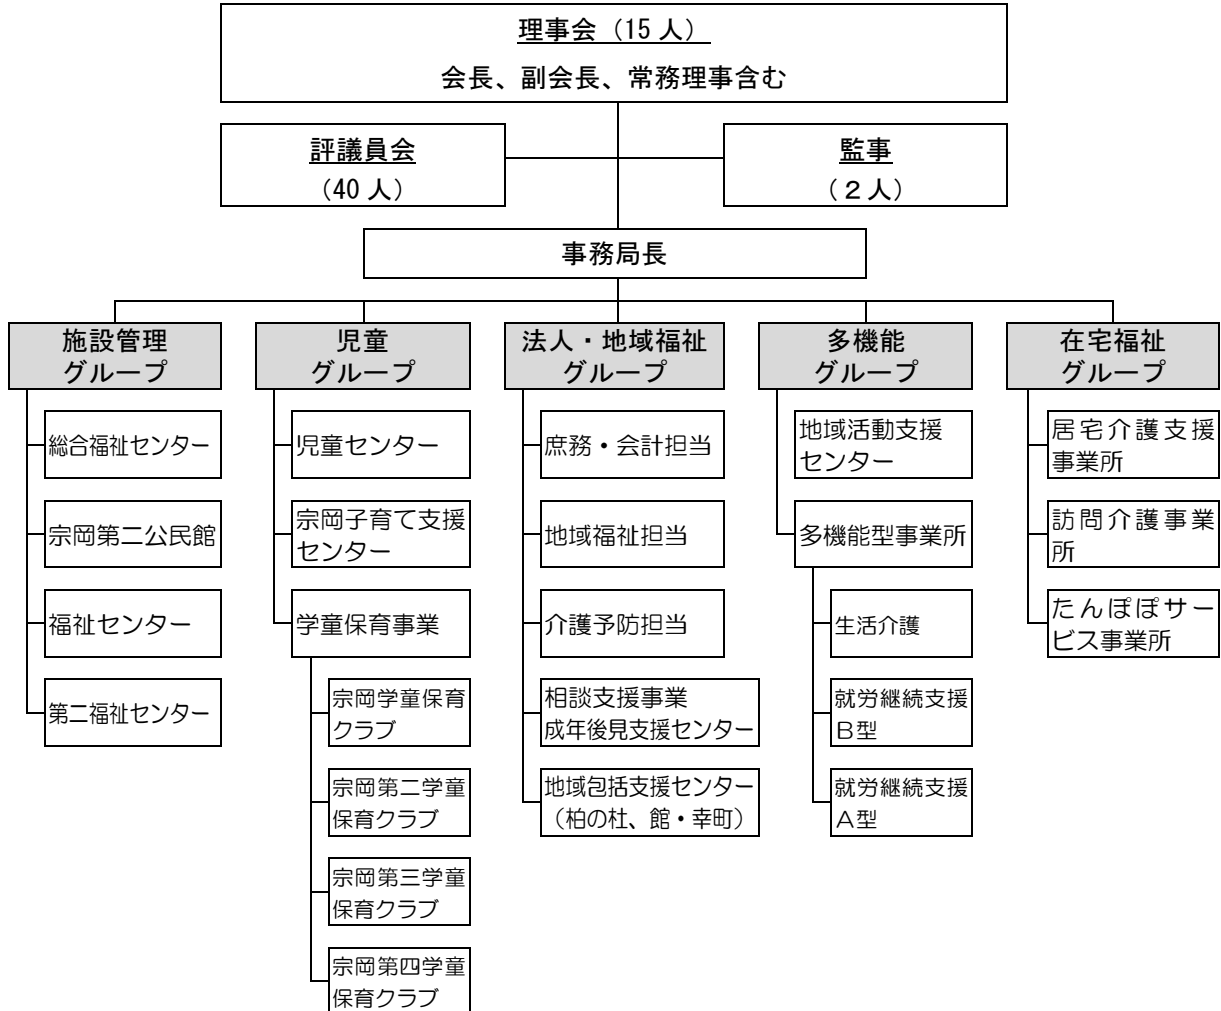 理事会（15人）
会長、副会長、常務理事含む
評議員会
（40人）
監事
（２人）
事務局長
施設管理
グループ
総合福祉センター
宗岡第二公民館
福祉センター
第二福祉センター
児童
グループ
児童センター
宗岡子育て支援
センター
学童保育事業
宗岡学童保育
クラブ
宗岡第二学童
保育クラブ
宗岡第三学童
保育クラブ
宗岡第四学童
保育クラブ
法人・地域福祉
グループ
庶務・会計担当
地域福祉担当
介護予防担当
相談支援事業
成年後見支援センター
地域包括支援センター
（柏の杜、館・幸町）
多機能
グループ
地域活動支援
センター
多機能型事業所
生活介護
就労継続支援
Ｂ型
就労継続支援
Ａ型
在宅福祉
グループ
居宅介護支援
事業所
訪問介護事業
所
たんぽぽサー
ビス事業所